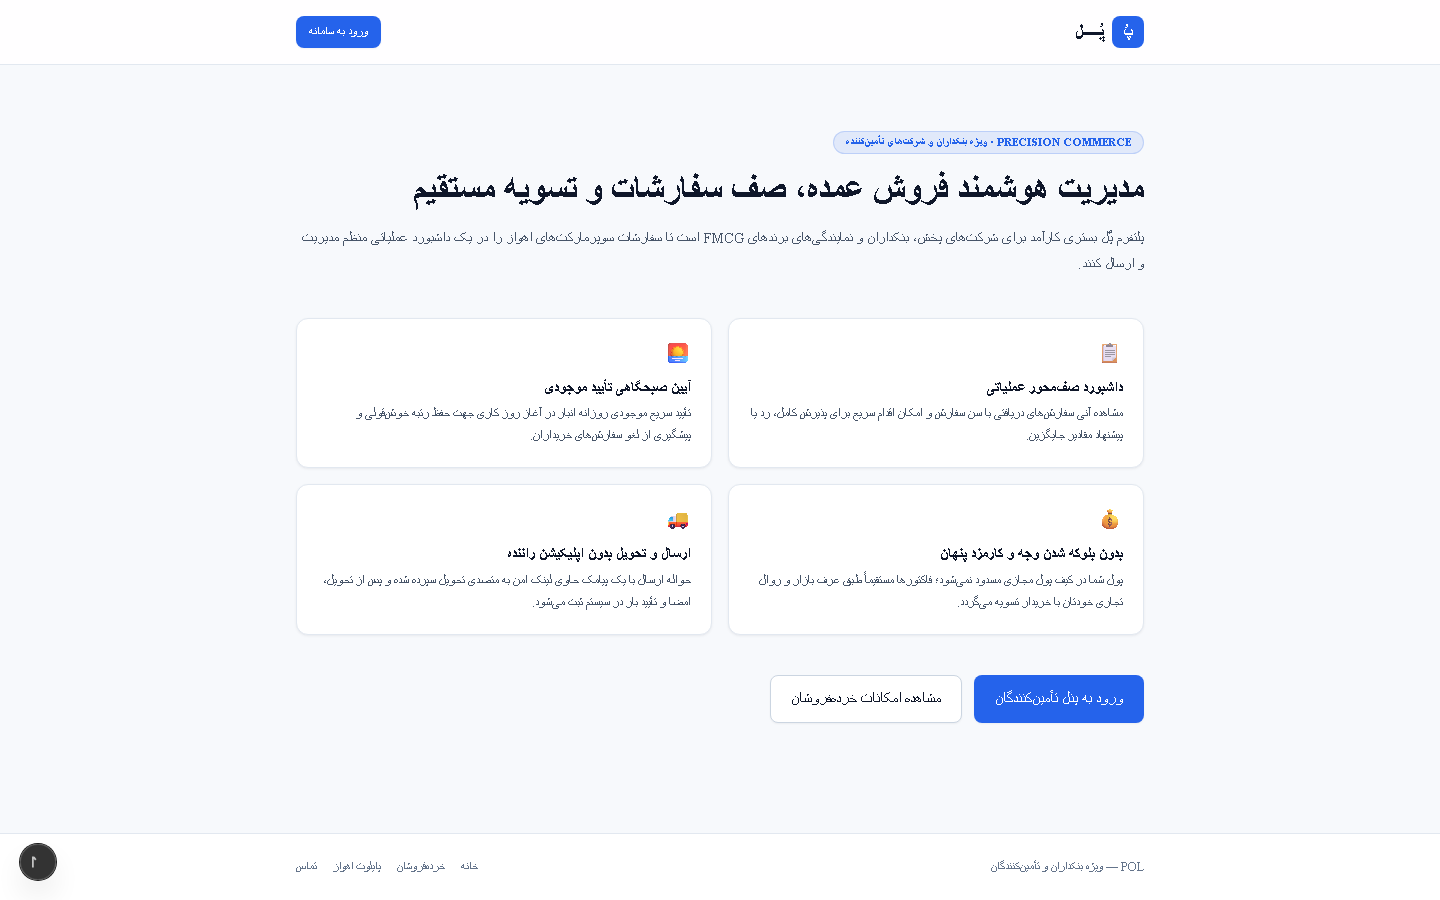 پُ
پُـــل
ورود به سامانه
PRECISION COMMERCE • ویژه بنکداران و شرکت‌های تأمین‌کننده
مدیریت هوشمند فروش عمده، صف سفارشات و تسویه مستقیم
پلتفرم پُل بستری کارآمد برای شرکت‌های پخش، بنکداران و نمایندگی‌های برندهای FMCG است تا سفارشات سوپرمارکت‌های اهواز را در یک داشبورد عملیاتی منظم مدیریت
و ارسال کنند.
داشبورد صف‌محور عملیاتی
مشاهده آنی سفارش‌های دریافتی با سن سفارش و امکان اقدام سریع برای پذیرش کامل، رد یا
پیشنهاد مقادیر جایگزین.
آیین صبحگاهی تأیید موجودی
تأیید سریع موجودی روزانه انبار در آغاز روز کاری جهت حفظ رتبه خوش‌قولی و
پیشگیری از لغو سفارش‌های خریداران.
بدون بلوکه شدن وجه و کارمزد پنهان
پول شما در کیف پول مجازی مسدود نمی‌شود؛ فاکتورها مستقیماً طبق عرف بازار و روال
تجاری خودتان با خریدار تسویه می‌گردد.
ارسال و تحویل بدون اپلیکیشن راننده
حواله ارسال با یک پیامک حاوی لینک امن به متصدی تحویل سپرده شده و پس از تحویل،
امضا و تأیید بار در سیستم ثبت می‌شود.
ورود به پنل تأمین‌کنندگان
مشاهده امکانات خرده‌فروشان
POL — ویژه بنکداران و تأمین‌کنندگان
خانه
خرده‌فروشان
پایلوت اهواز
تماس